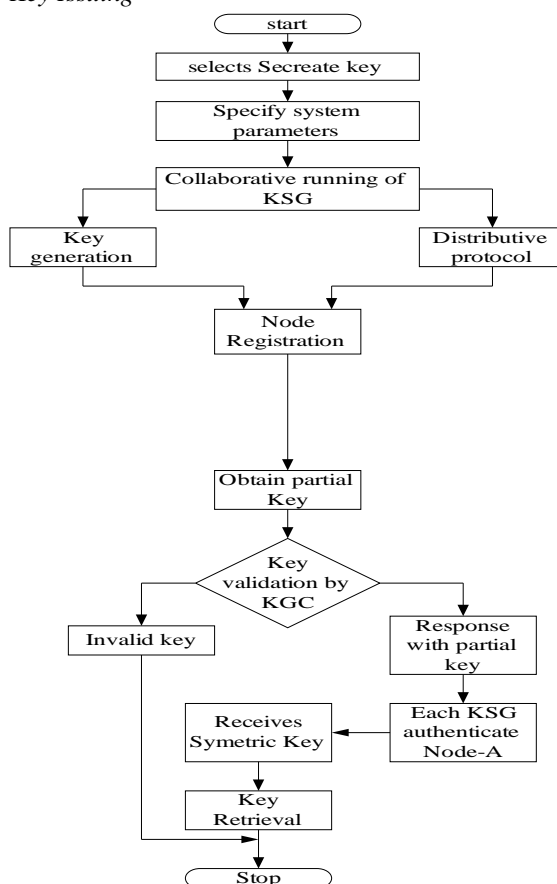 Key Issuing
start
selects Secreate key
Specify system
parameters
Collaborative running of
KSG
Key
generation
Distributive
protocol
Node
Registration
Obtain partial
Key
Key
validation by
KGC
Invalid key
Response
with partial
key
Receives
Symetric Key
Each KSG
authenticate
Node-A
Key
Retrieval
Stop